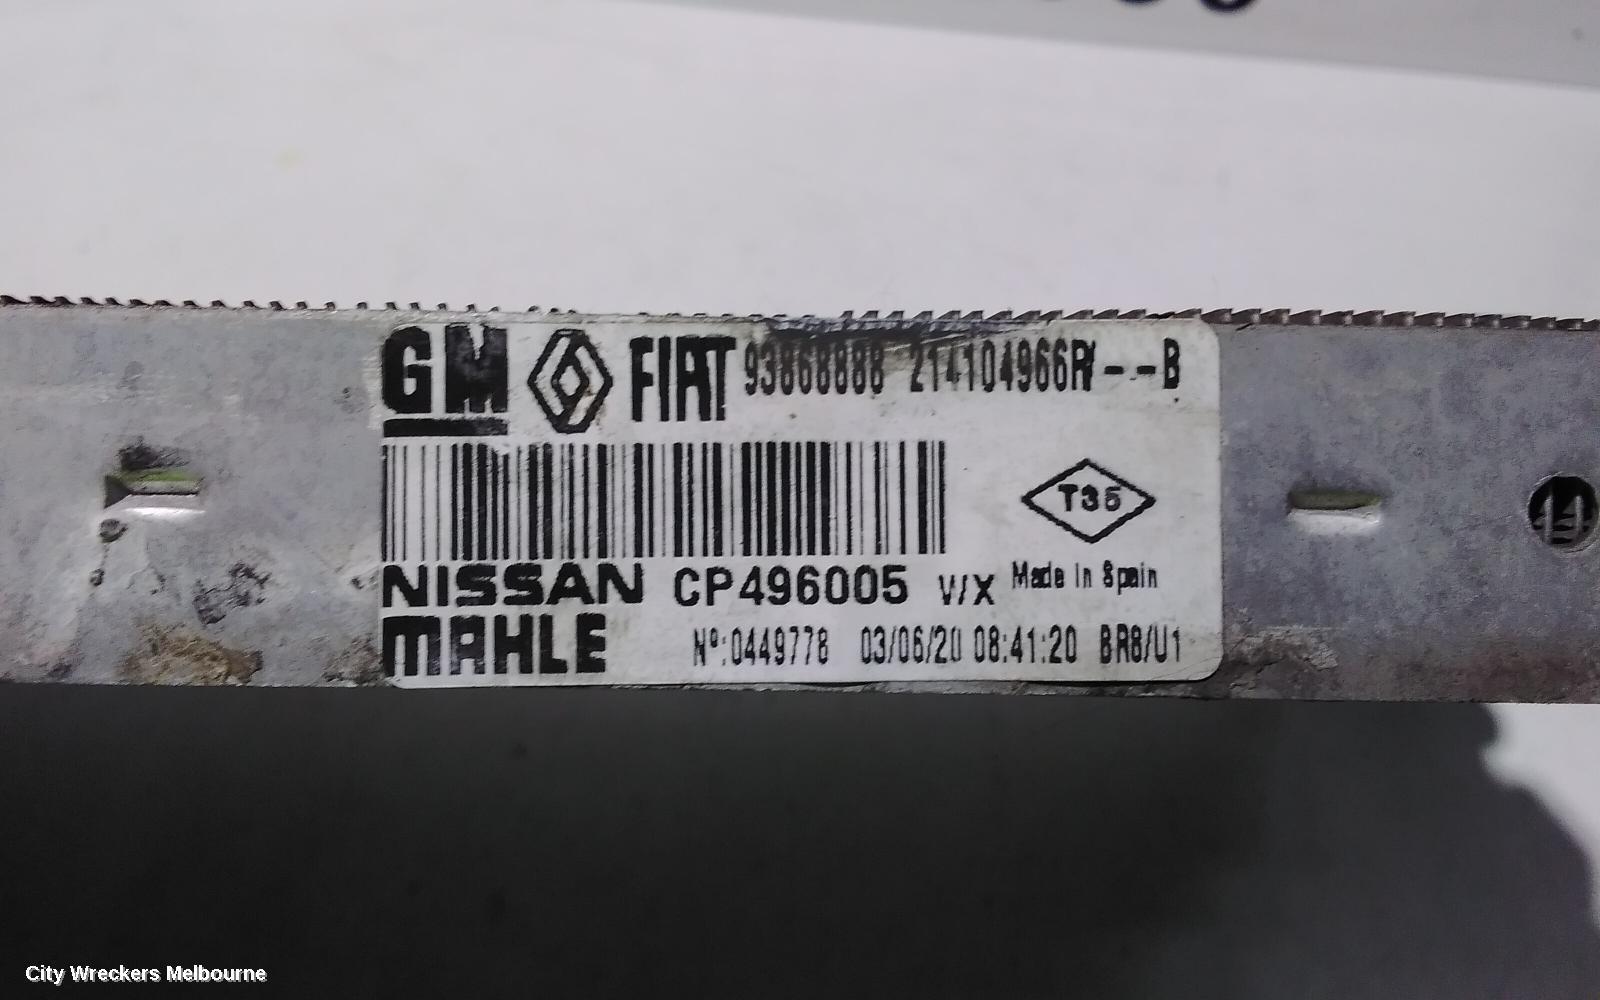 GM FIAT 93868888 214104966R/--B
T35
NISSAN CP496005 V/X Made in Spain
MAHLE Nº:0449778 03/06/20 08:41:20 BR8/U1
City Wreckers Melbourne